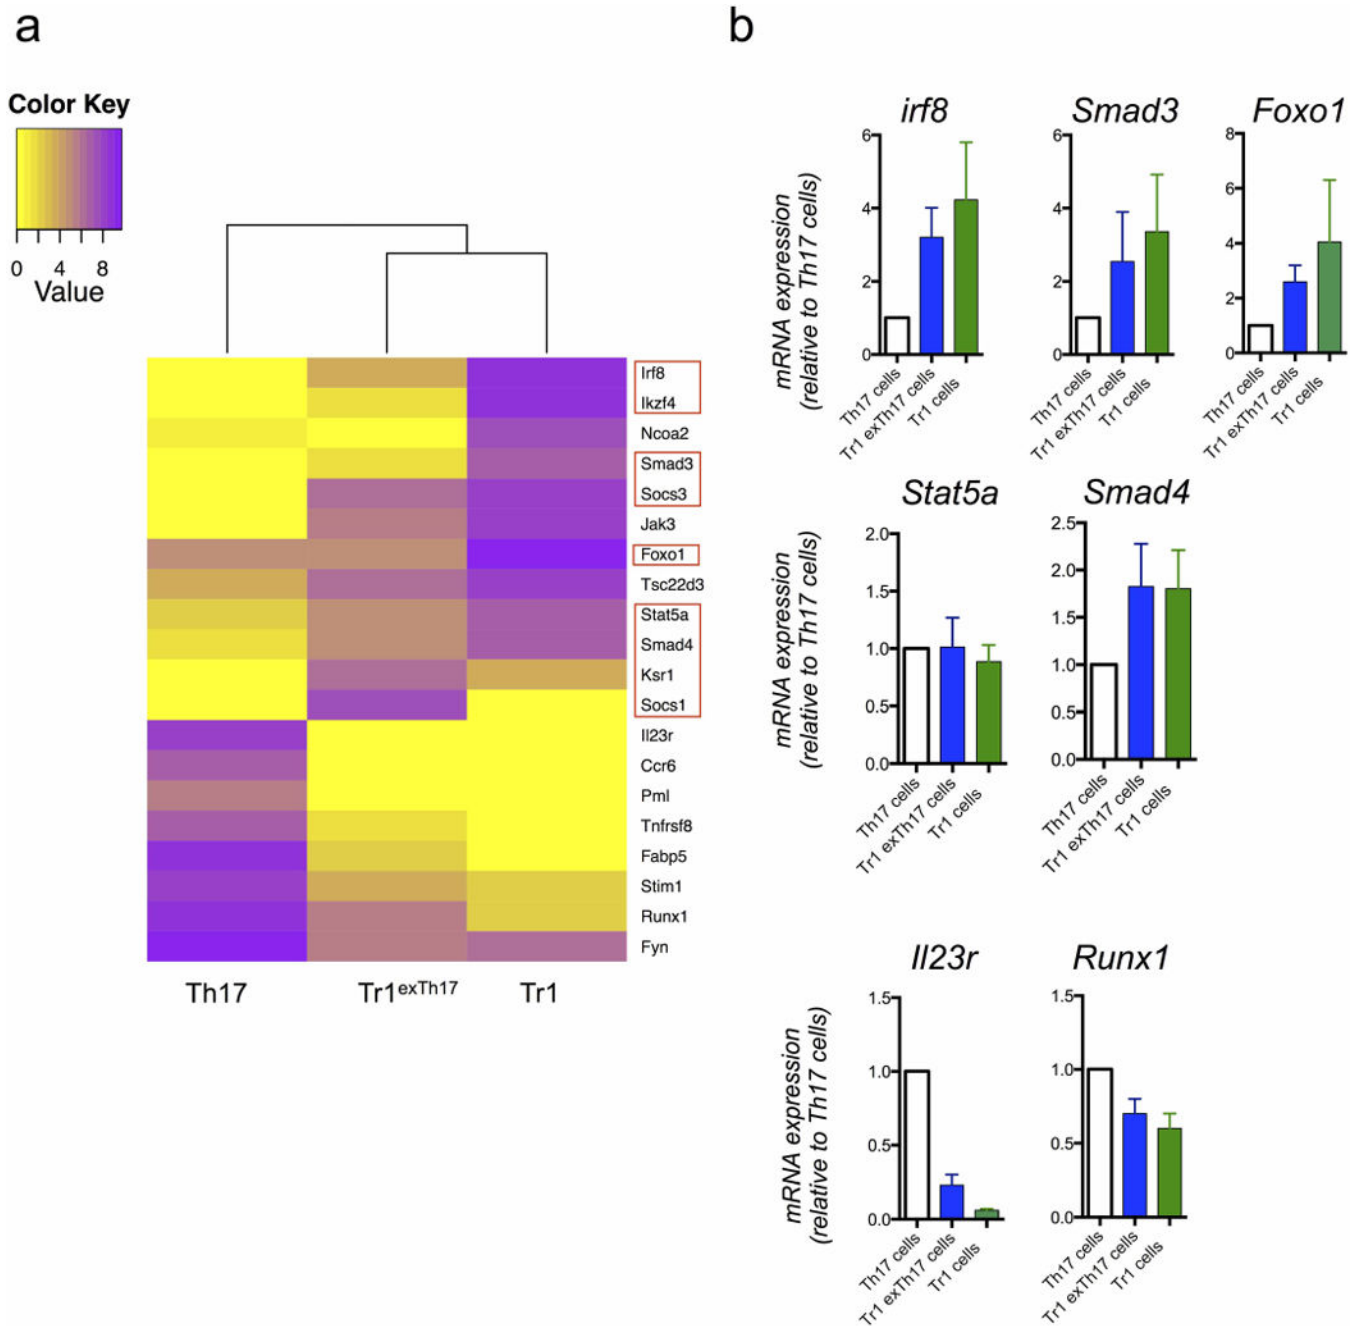 a
Color Key
0 4 8
Value
Irf8
Ikzf4
Ncoa2
Smad3
Socs3
Jak3
Foxo1
Tsc22d3
Stat5a
Smad4
Ksr1
Socs1
Il23r
Ccr6
Pml
Tnfrsf8
Fabp5
Stim1
Runx1
Fyn
Th17 Tr1exTh17 Tr1
b
irf8
mRNA expression
(relative to Th17 cells)
6
4
2
0
Th17 cells
Tr1 exTh17 cells
Tr1 cells
Smad3
6
4
2
0
Th17 cells
Tr1 exTh17 cells
Tr1 cells
Foxo1
8
6
4
2
0
Th17 cells
Tr1 exTh17 cells
Tr1 cells
Stat5a
mRNA expression
(relative to Th17 cells)
2.0
1.5
1.0
0.5
0.0
Th17 cells
Tr1 exTh17 cells
Tr1 cells
Smad4
2.5
2.0
1.5
1.0
0.5
0.0
Th17 cells
Tr1 exTh17 cells
Tr1 cells
Il23r
mRNA expression
(relative to Th17 cells)
1.5
1.0
0.5
0.0
Th17 cells
Tr1 exTh17 cells
Tr1 cells
Runx1
1.5
1.0
0.5
0.0
Th17 cells
Tr1 exTh17 cells
Tr1 cells